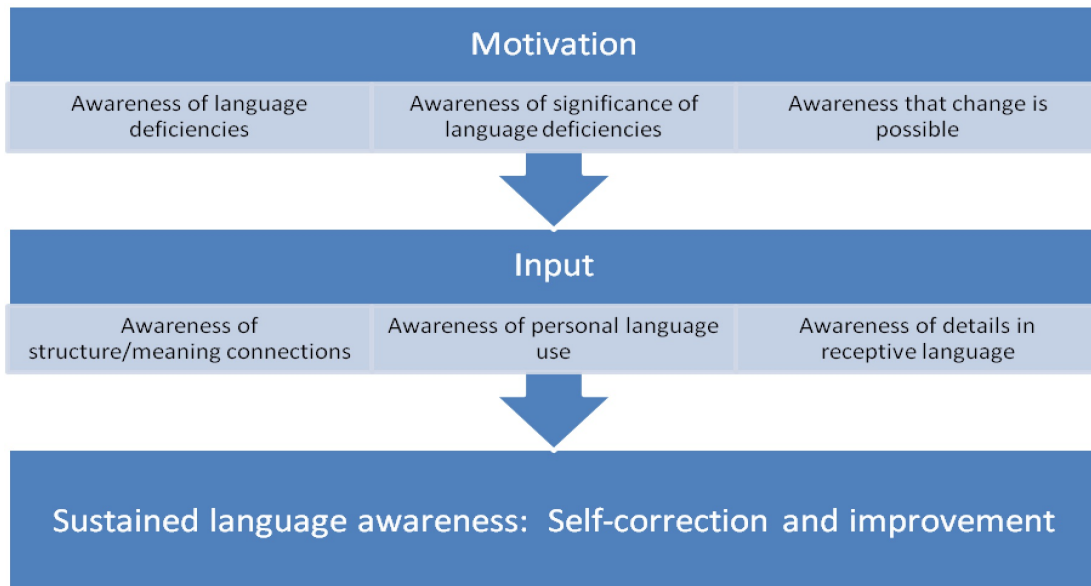 Motivation
Awareness of language
deficiencies
Awareness of significance of
language deficiencies
Awareness that change is
possible
Input
Awareness of
structure/meaning connections
Awareness of personal language
use
Awareness of details in
receptive language
Sustained language awareness: Self-correction and improvement